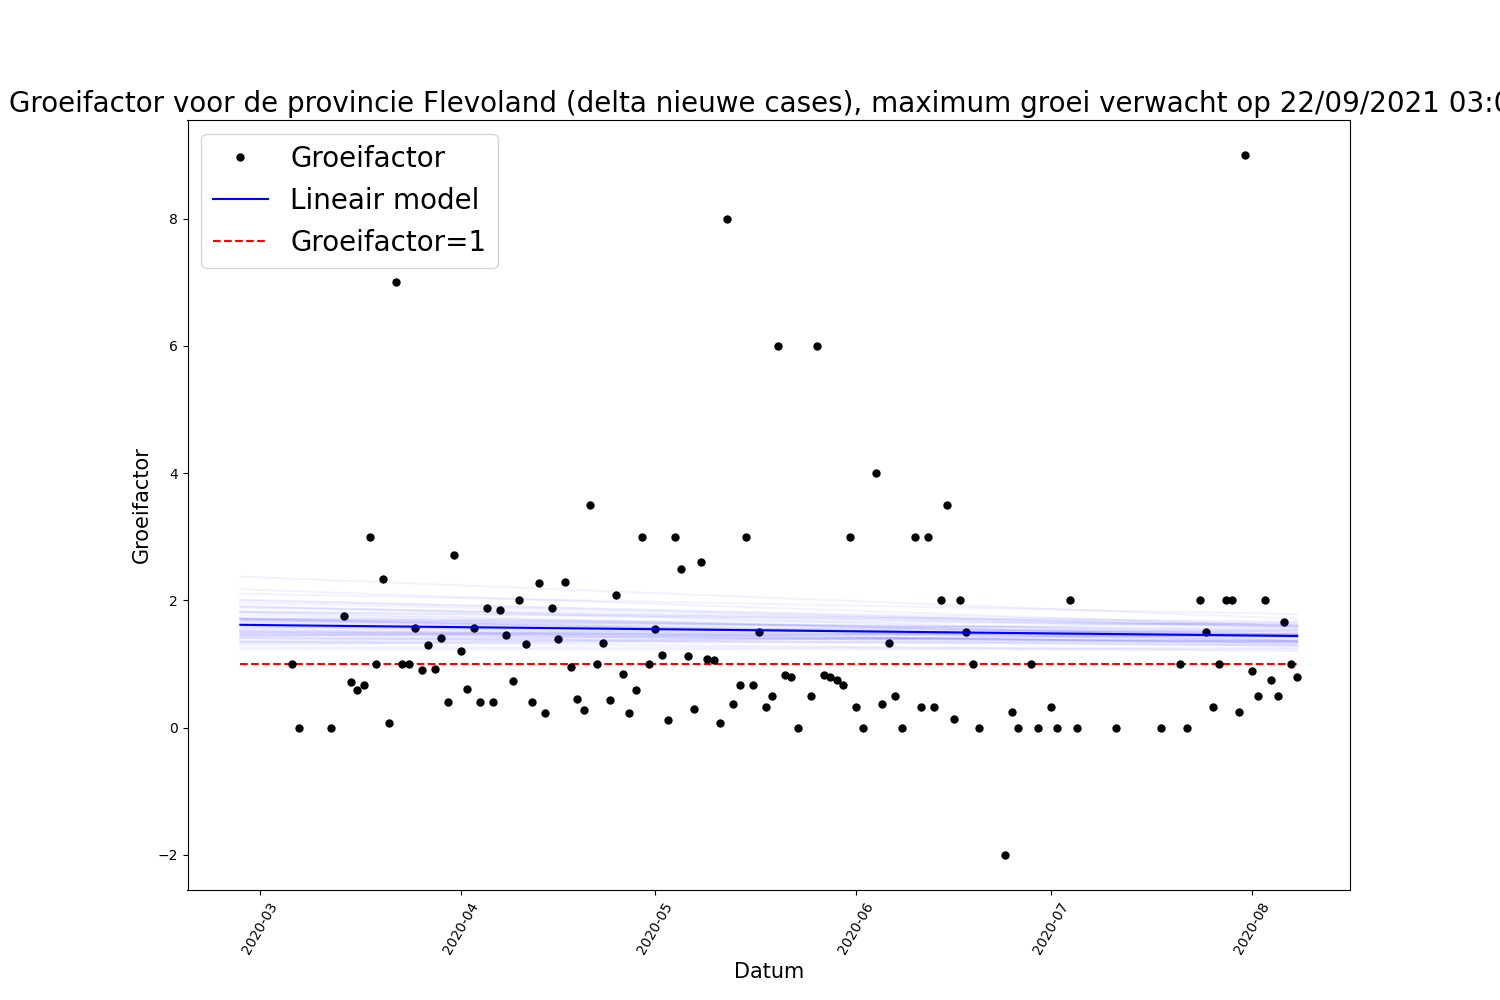 Groeifactor voor de provincie Flevoland (delta nieuwe cases), maximum groei verwacht op 22/09/2021 03:0
Groeifactor
Lineair model
Groeifactor=1
Groeifactor
8
6
4
2
0
−2
2020-03
2020-04
2020-05
2020-06
2020-07
2020-08
Datum